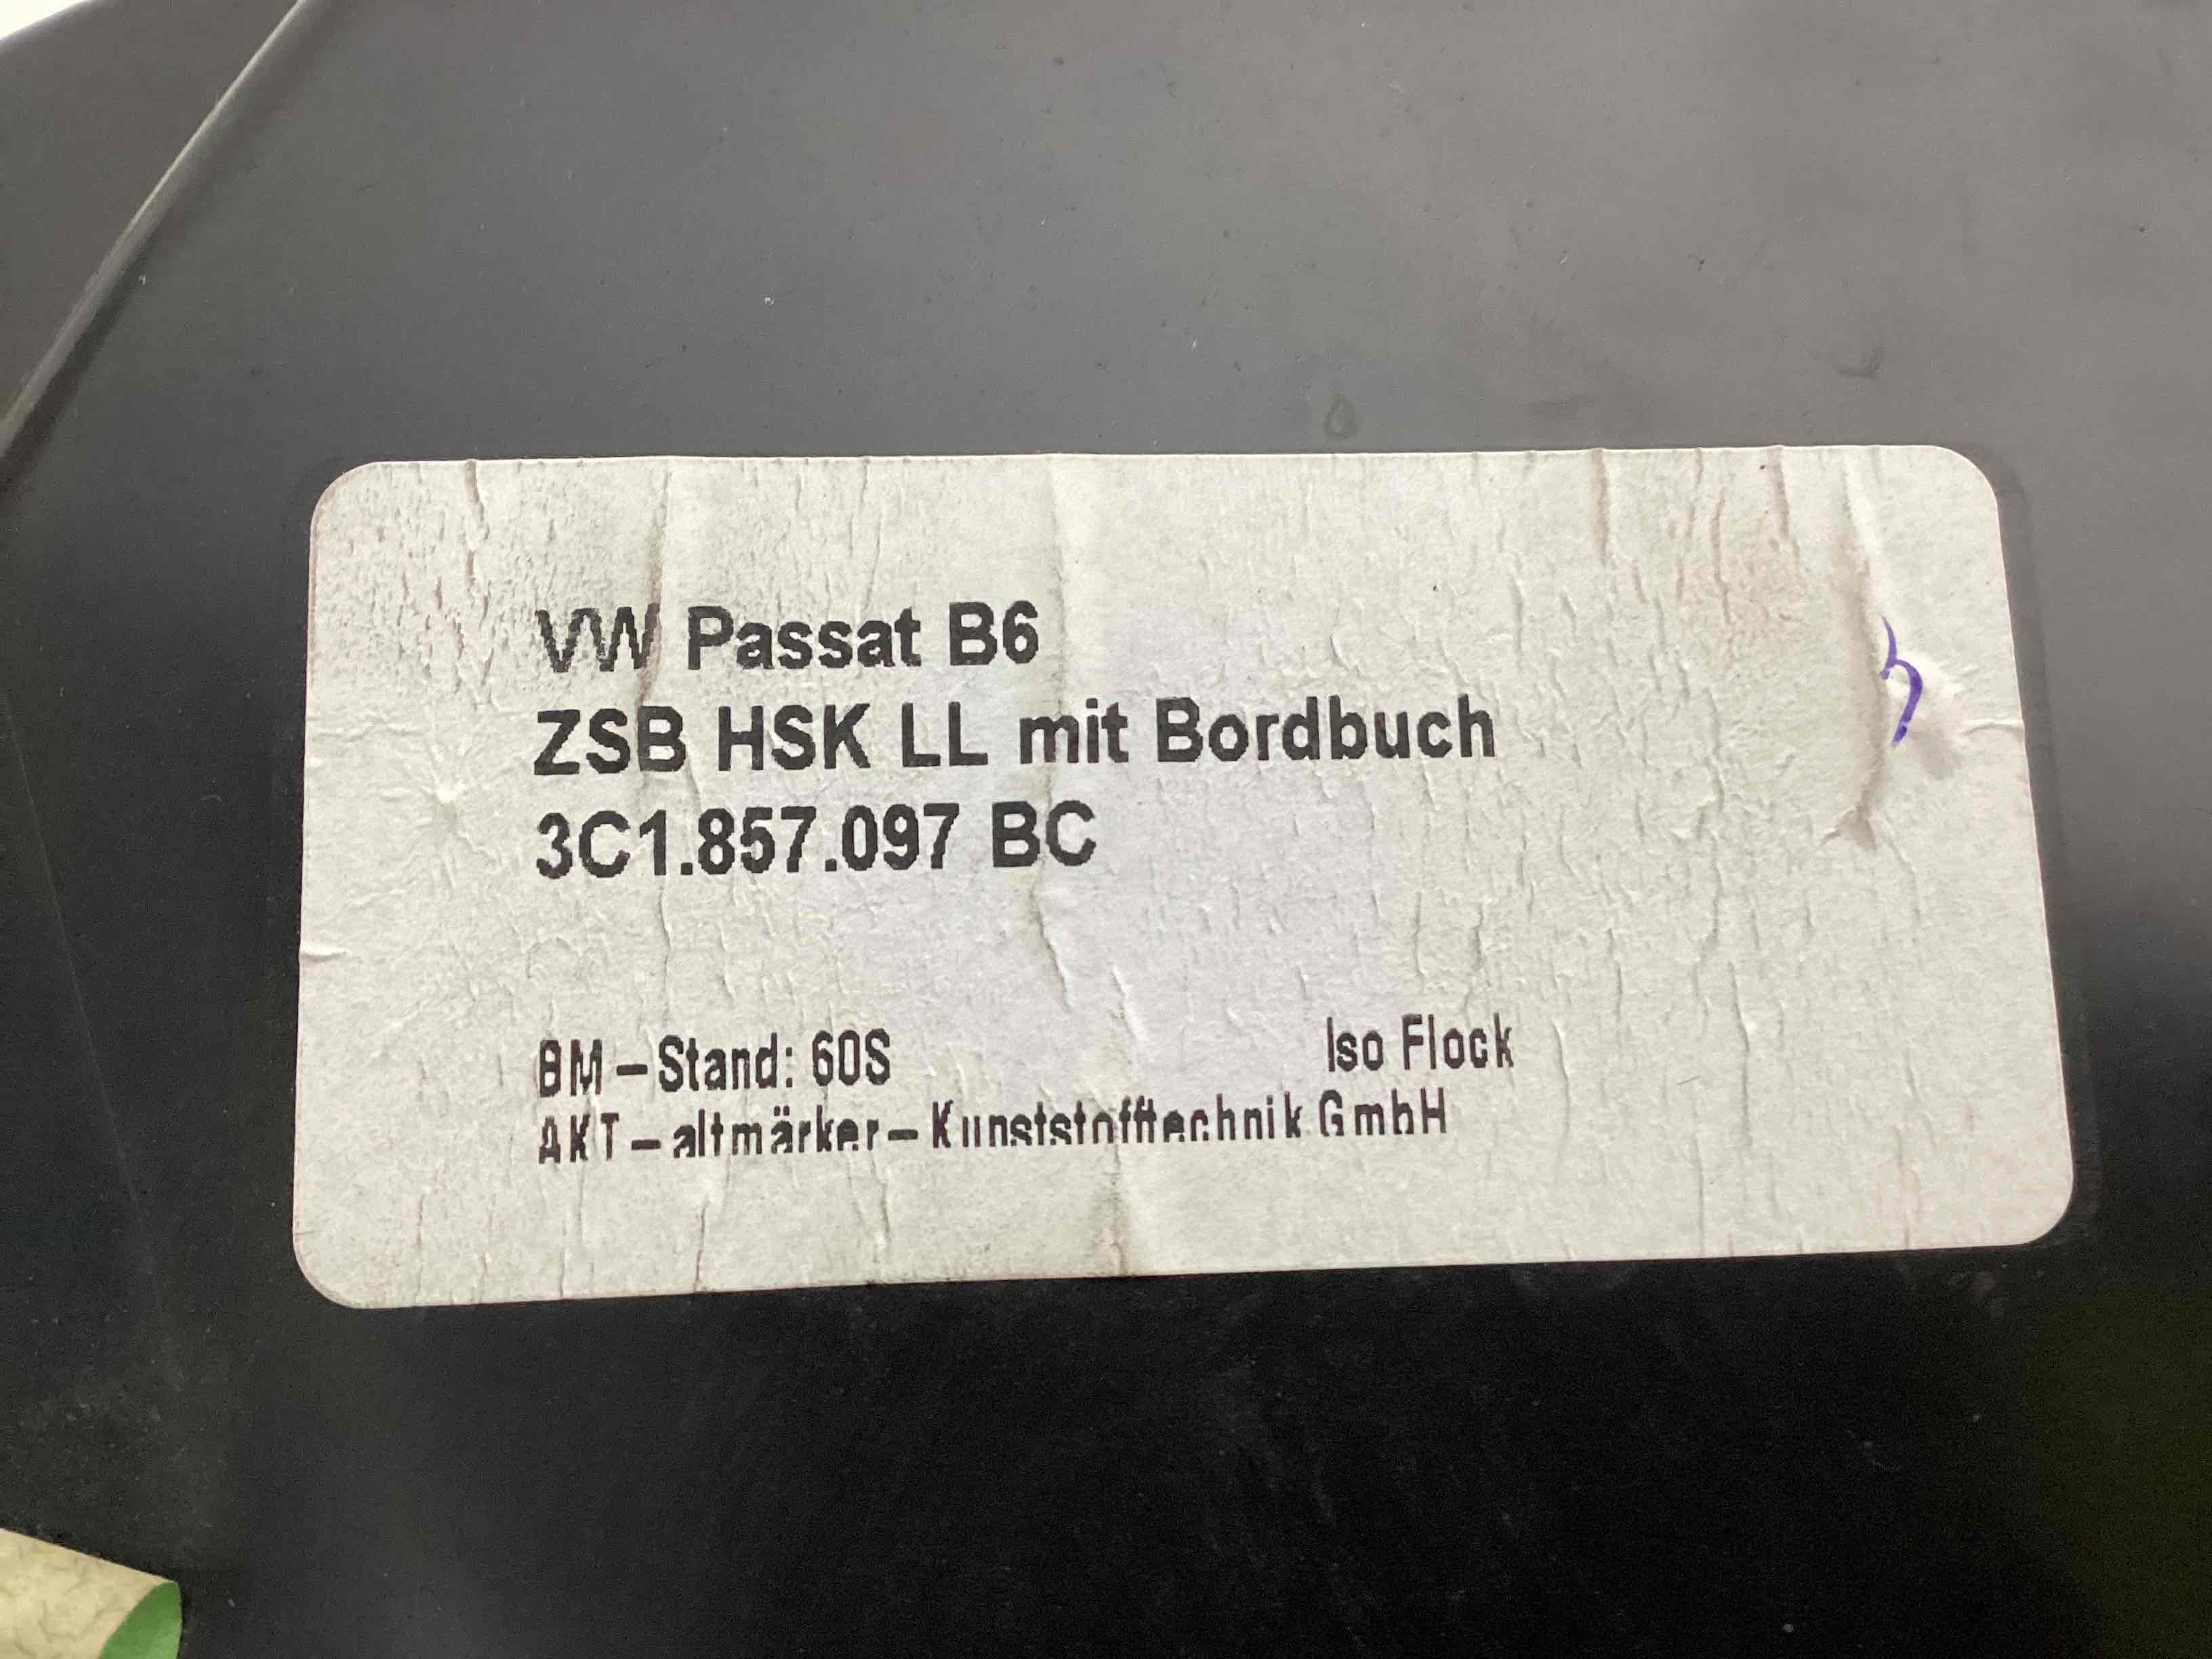 VW Passat B6
ZSB HSK LL mit Bordbuch
3C1.857.097 BC
BM-Stand: 60S Iso Flock
AKT-altmärker-Kunststofftechnik GmbH